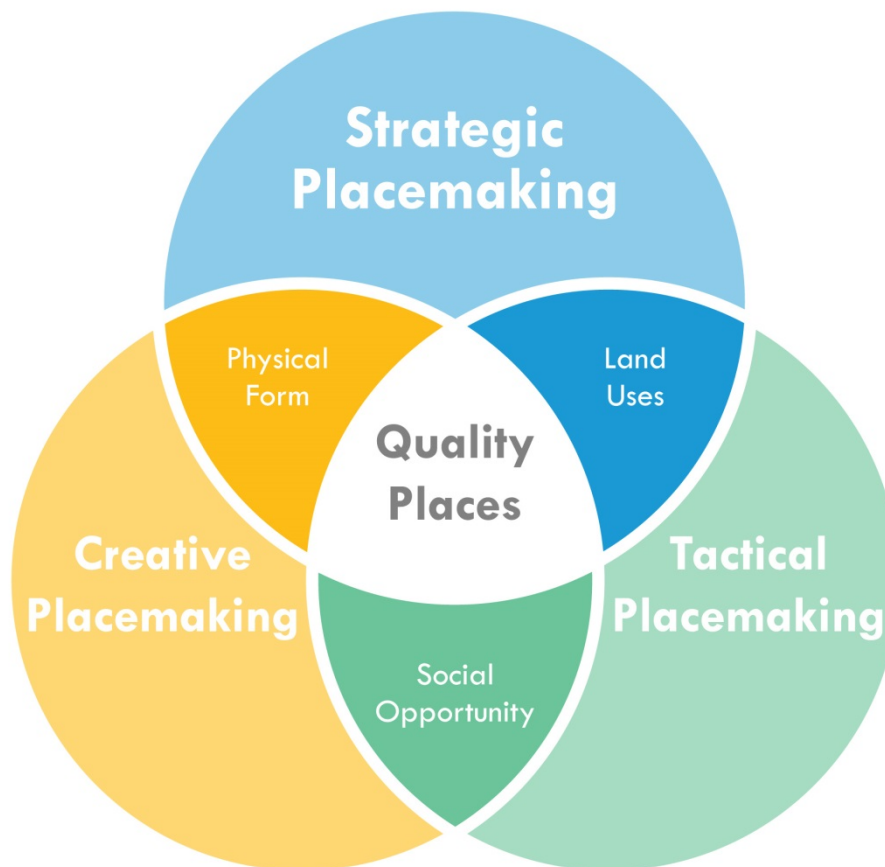 Strategic
Placemaking
Physical
Form
Land
Uses
Quality
Places
Creative
Placemaking
Tactical
Placemaking
Social
Opportunity